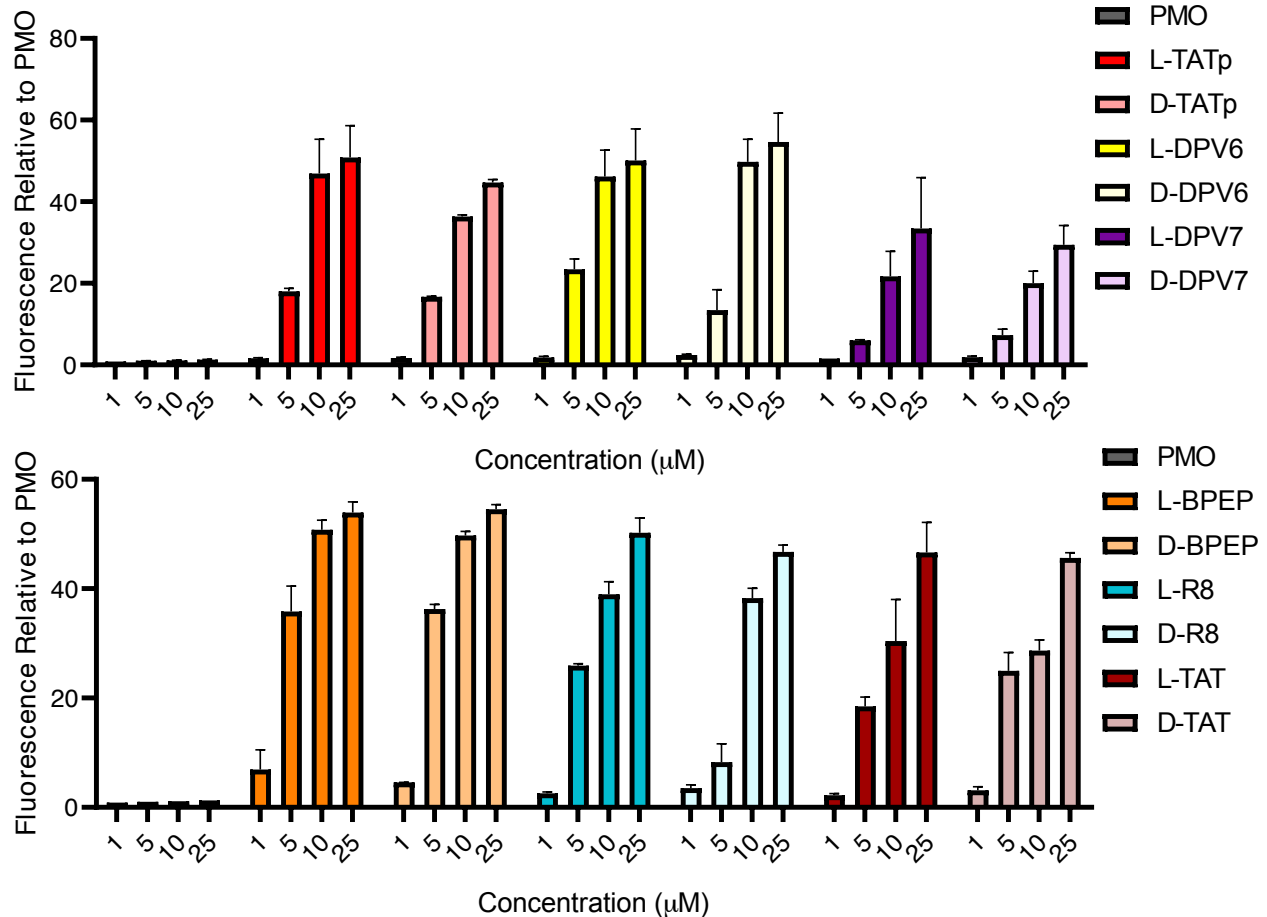 Fluorescence Relative to PMO
80
60
40
20
0
1 5 10 25 1 5 10 25 1 5 10 25 1 5 10 25 1 5 10 25 1 5 10 25 1 5 10 25
Concentration (μM)
PMO
L-TATp
D-TATp
L-DPV6
D-DPV6
L-DPV7
D-DPV7
Fluorescence Relative to PMO
60
40
20
0
1 5 10 25 1 5 10 25 1 5 10 25 1 5 10 25 1 5 10 25 1 5 10 25 1 5 10 25
Concentration (μM)
PMO
L-BPEP
D-BPEP
L-R8
D-R8
L-TAT
D-TAT